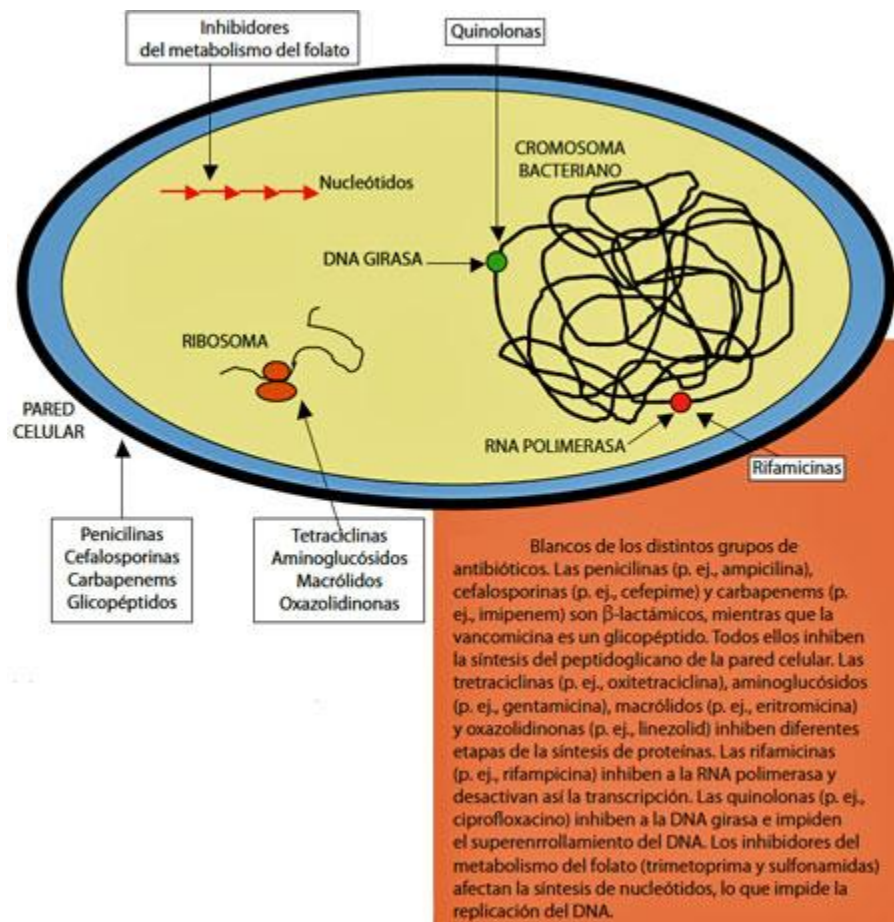 Inhibidores
del metabolismo del folato
Quinolonas
CROMOSOMA
BACTERIANO
Nucleótidos
DNA GIRASA
RIBOSOMA
PARED
CELULAR
RNA POLIMERASA
Rifamicinas
Penicilinas
Cefalosporinas
Carbapenems
Glicopéptidos
Tetraciclinas
Aminoglucósidos
Macrólidos
Oxazolidinonas
Blancos de los distintos grupos de
antibióticos. Las penicilinas (p. ej., ampicilina),
cefalosporinas (p. ej., cefepime) y carbapenems (p.
ej., imipenem) son β-lactámicos, mientras que la
vancomicina es un glicopéptido. Todos ellos inhiben
la síntesis del peptidoglicano de la pared celular. Las
tretraciclinas (p. ej., oxitetraciclina), aminoglucósidos
(p. ej., gentamicina), macrólidos (p. ej., eritromicina)
y oxazolidinonas (p. ej., linezolid) inhiben diferentes
etapas de la síntesis de proteínas. Las rifamicinas
(p. ej., rifampicina) inhiben a la RNA polimerasa y
desactivan así la transcripción. Las quinolonas (p. ej.,
ciprofloxacino) inhiben a la DNA girasa e impiden
el superenrrollamiento del DNA. Los inhibidores del
metabolismo del folato (trimetoprima y sulfonamidas)
afectan la síntesis de nucleótidos, lo que impide la
replicación del DNA.